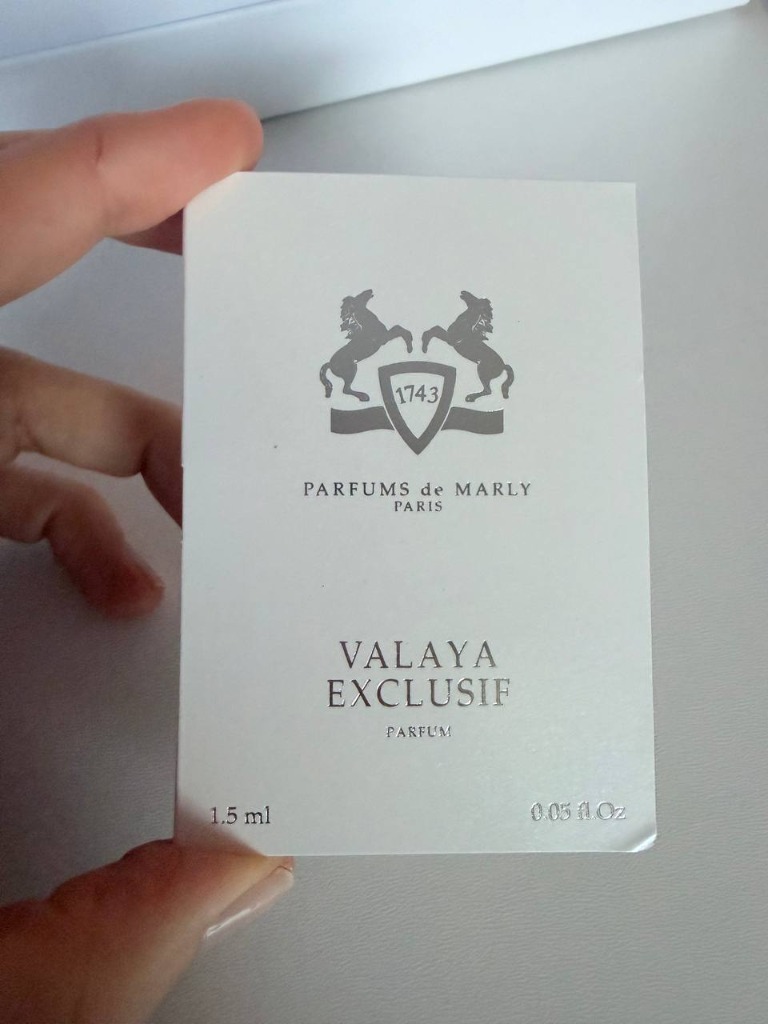 1743
PARFUMS de MARLY
PARIS
VALAYA
EXCLUSIF
PARFUM
1.5 ml
0.05 fl.Oz